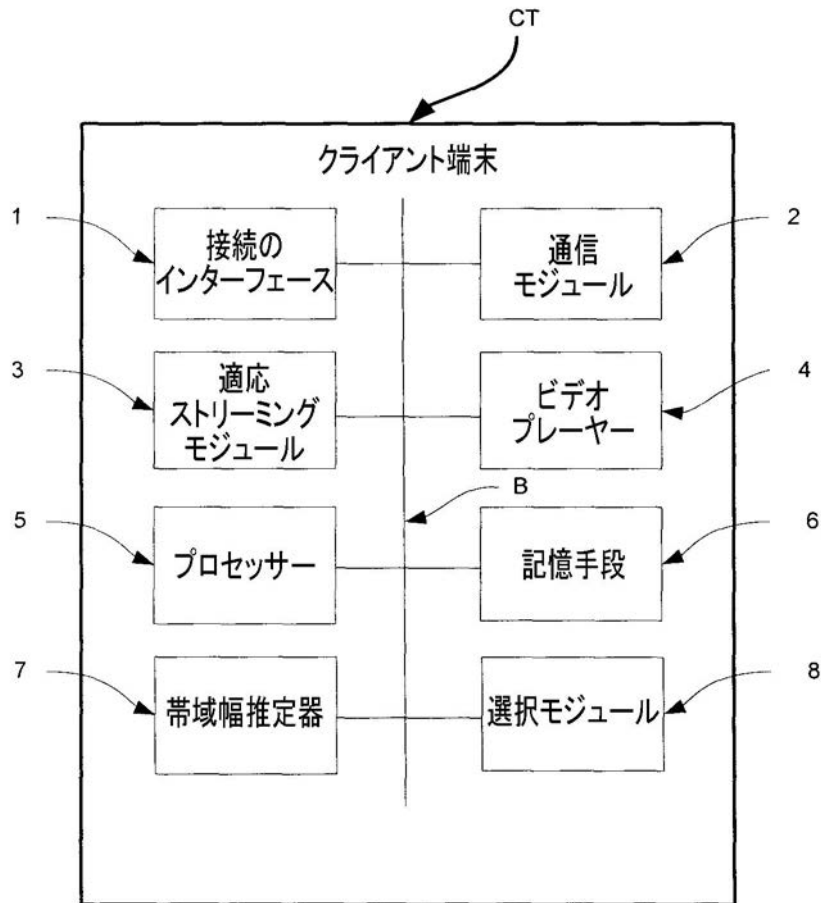 CT
クライアント端末
1
接続の
インターフェース
通信
モジュール
2
3
適応
ストリーミング
モジュール
ビデオ
プレーヤー
4
B
5
プロセッサー
記憶手段
6
7
帯域幅推定器
選択モジュール
8